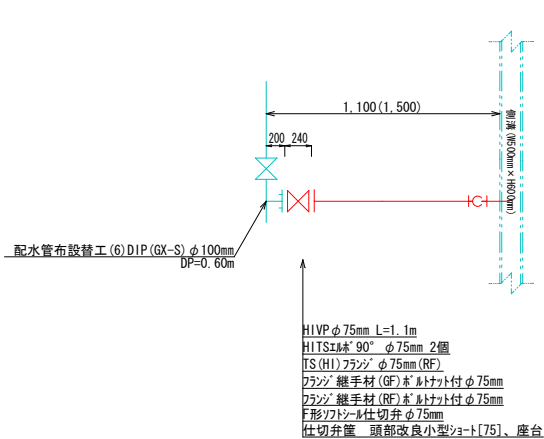 1,100(1,500)
200
240
側溝(W500mm×H600mm)
配水管布設替工(6)DIP(GX-S)φ100mm
DP=0.60m
HIVPφ75mm L=1.1m
HITSｴﾙﾎﾞ90° φ75mm 2個
TS(HI)ﾌﾗﾝｼﾞφ75mm(RF)
ﾌﾗﾝｼﾞ継手材(GF)ﾎﾞﾙﾄﾅｯﾄ付φ75mm
ﾌﾗﾝｼﾞ継手材(RF)ﾎﾞﾙﾄﾅｯﾄ付φ75mm
F形ｿﾌﾄｼｰﾙ仕切弁φ75mm
仕切弁筐 頭部改良小型ｼｮｰﾄ[75]、座台